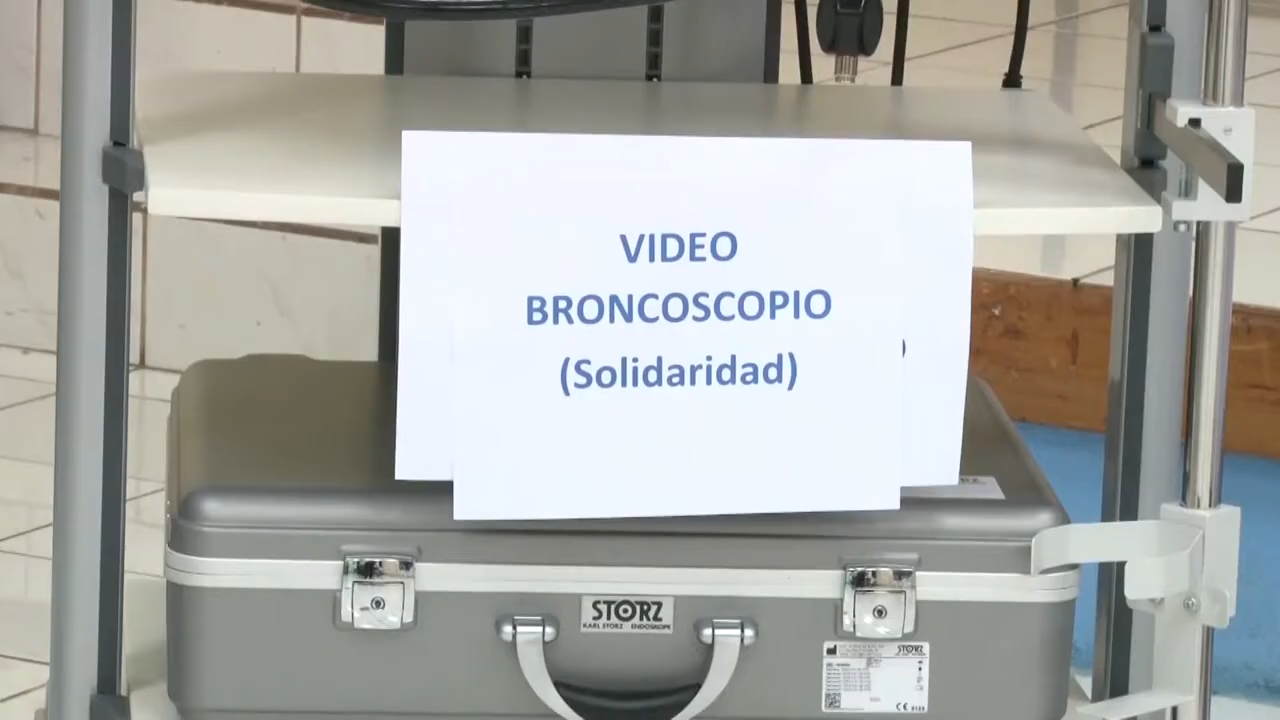 VIDEO
BRONCOSCOPIO
(Solidaridad)
STORZ
KARL STORZ ENDOSKOPE
STORZ